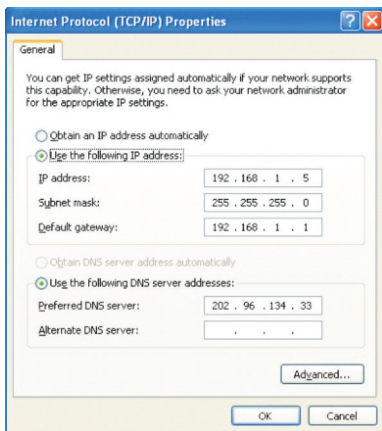 Internet Protocol (TCP/IP) Properties
General
You can get IP settings assigned automatically if your network supports
this capability. Otherwise, you need to ask your network administrator
for the appropriate IP settings.
Obtain an IP address automatically
Use the following IP address:
IP address: 192 . 168 . 1 . 5
Subnet mask: 255 . 255 . 255 . 0
Default gateway: 192 . 168 . 1 . 1
Obtain DNS server address automatically
Use the following DNS server addresses:
Preferred DNS server: 202 . 96 . 134 . 33
Alternate DNS server: . . .
Advanced...
OK Cancel